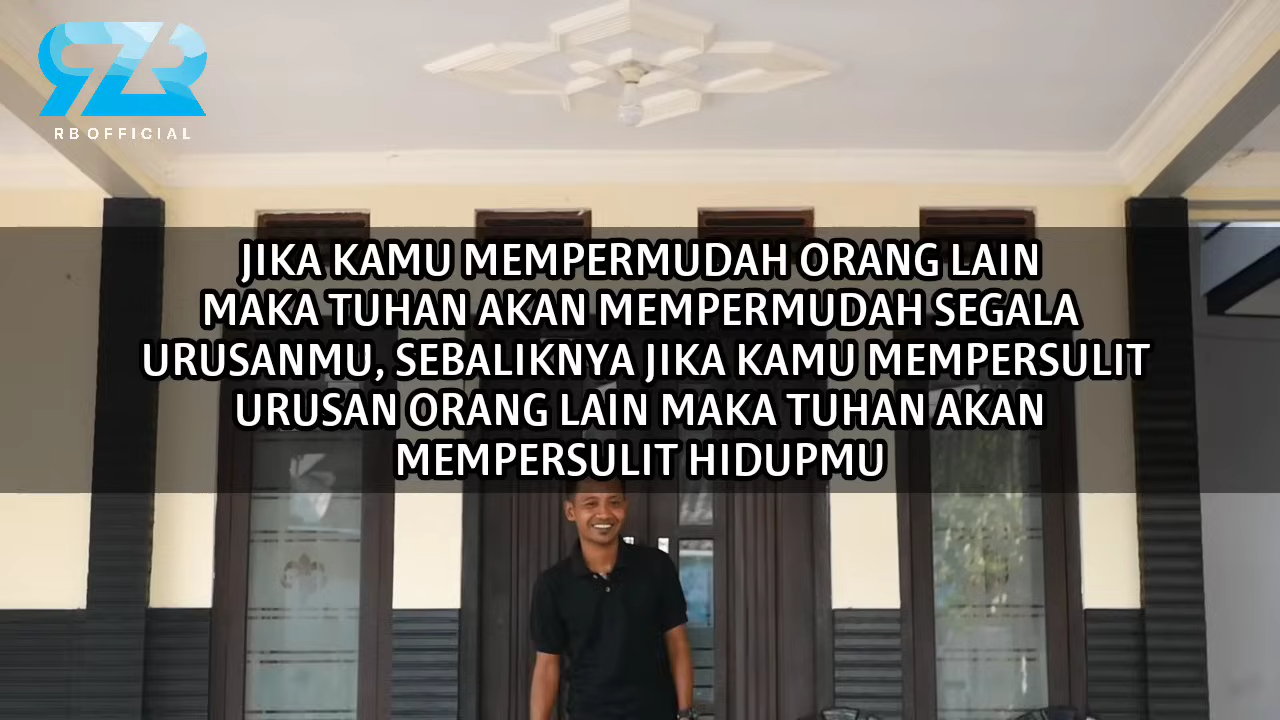 RB OFFICIAL
JIKA KAMU MEMPERMUDAH ORANG LAIN
MAKA TUHAN AKAN MEMPERMUDAH SEGALA
URUSANMU, SEBALIKNYA JIKA KAMU MEMPERSULIT
URUSAN ORANG LAIN MAKA TUHAN AKAN
MEMPERSULIT HIDUPMU